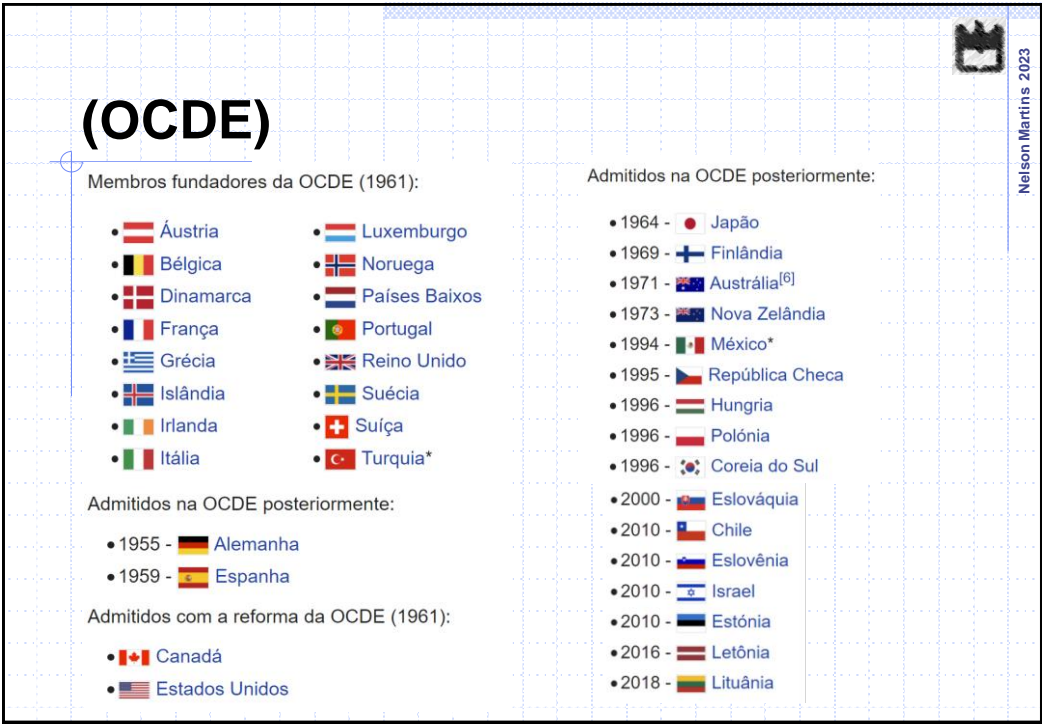 Nelson Martins 2023
(OCDE)
Membros fundadores da OCDE (1961):
• Áustria
• Bélgica
• Dinamarca
• França
• Grécia
• Islândia
• Irlanda
• Itália
• Luxemburgo
• Noruega
• Países Baixos
• Portugal
• Reino Unido
• Suécia
• Suíça
• Turquia*
Admitidos na OCDE posteriormente:
• 1955 - Alemanha
• 1959 - Espanha
Admitidos com a reforma da OCDE (1961):
• Canadá
• Estados Unidos
Admitidos na OCDE posteriormente:
• 1964 - Japão
• 1969 - Finlândia
• 1971 - Austrália[6]
• 1973 - Nova Zelândia
• 1994 - México*
• 1995 - República Checa
• 1996 - Hungria
• 1996 - Polónia
• 1996 - Coreia do Sul
• 2000 - Eslováquia
• 2010 - Chile
• 2010 - Eslovênia
• 2010 - Israel
• 2010 - Estónia
• 2016 - Letônia
• 2018 - Lituânia